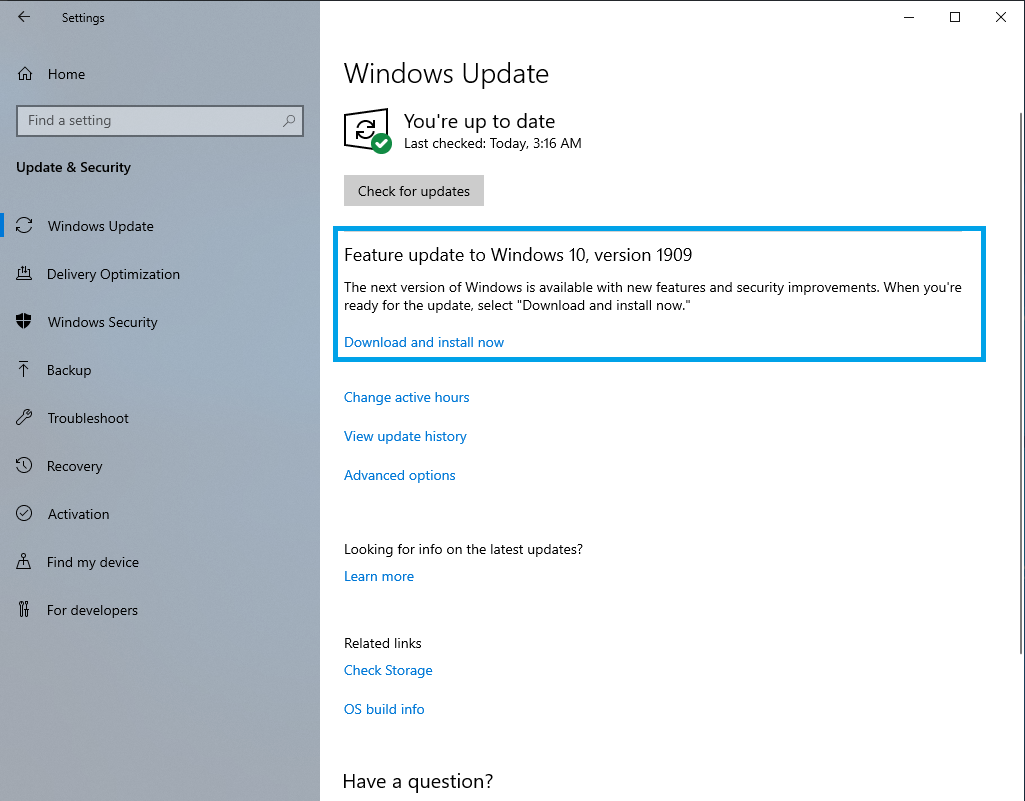 Settings
Home
Find a setting
Update & Security
Windows Update
Delivery Optimization
Windows Security
Backup
Troubleshoot
Recovery
Activation
Find my device
For developers
Windows Update
You're up to date
Last checked: Today, 3:16 AM
Check for updates
Feature update to Windows 10, version 1909
The next version of Windows is available with new features and security improvements. When you're
ready for the update, select "Download and install now."
Download and install now
Change active hours
View update history
Advanced options
Looking for info on the latest updates?
Learn more
Related links
Check Storage
OS build info
Have a question?